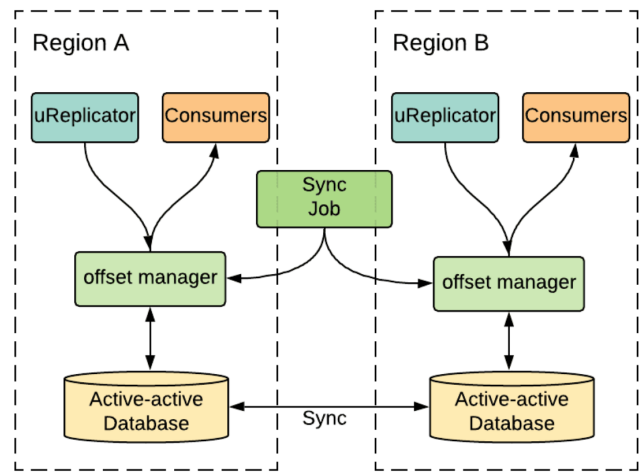 Region A
Region B
uReplicator
Consumers
uReplicator
Consumers
Sync
Job
offset manager
offset manager
Active-active
Database
Sync
Active-active
Database